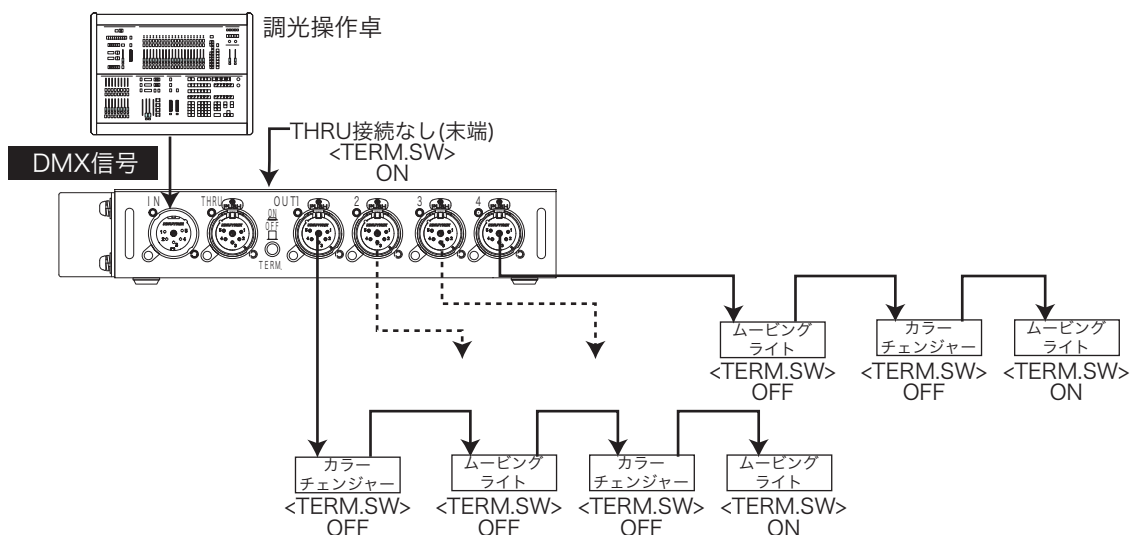 調光操作卓
THRU接続なし(末端)
<TERM.SW>
ON
DMX信号
IN THRU OUT1 2 3 4
ON
OFF
TERM.
ムービング
ライト
<TERM.SW>
OFF
カラー
チェンジャー
<TERM.SW>
OFF
ムービング
ライト
<TERM.SW>
ON
カラー
チェンジャー
<TERM.SW>
OFF
ムービング
ライト
<TERM.SW>
OFF
カラー
チェンジャー
<TERM.SW>
OFF
ムービング
ライト
<TERM.SW>
ON